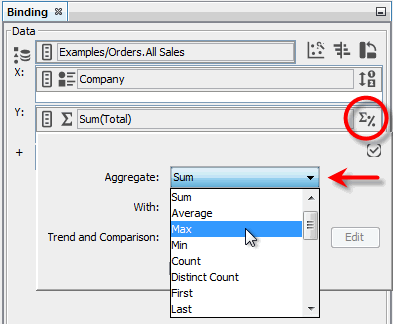 Binding
Data
Examples/Orders.All Sales
X:
Company
Y:
Sum(Total)
+
Aggregate:
Sum
With:
Sum
Average
Trend and Comparison:
Max
Edit
Min
Count
Distinct Count
First
Last